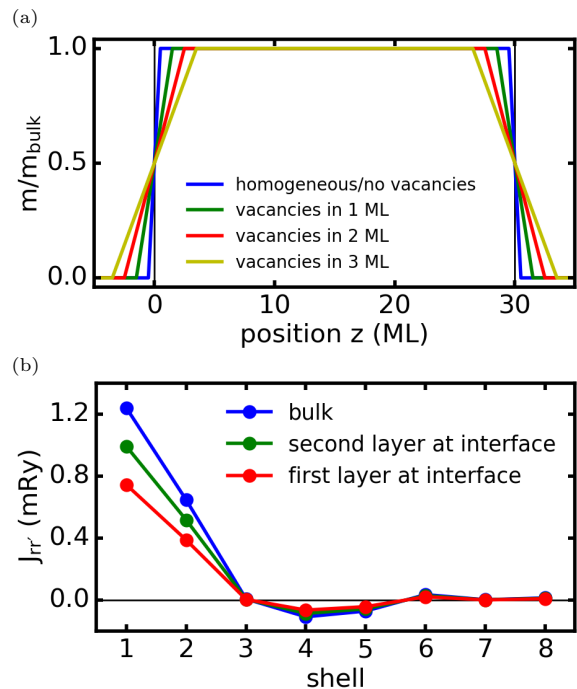 (a)
1.0
0.5
0.0
m/m_bulk
homogeneous/no vacancies
vacancies in 1 ML
vacancies in 2 ML
vacancies in 3 ML
0 10 20 30
position z (ML)
(b)
1.2
0.8
0.4
0.0
J_rr′ (mRy)
bulk
second layer at interface
first layer at interface
1 2 3 4 5 6 7 8
shell